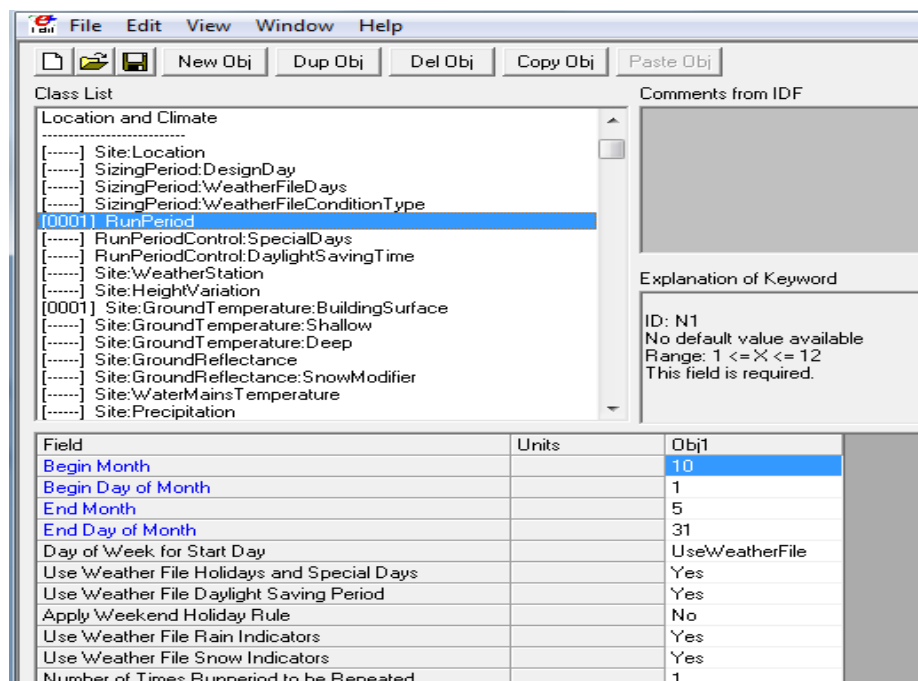 File Edit View Window Help
New Obj Dup Obj Del Obj Copy Obj Paste Obj
Class List
Location and Climate
--------------------------
[------] Site:Location
[------] SizingPeriod:DesignDay
[------] SizingPeriod:WeatherFileDays
[------] SizingPeriod:WeatherFileConditionType
[0001] RunPeriod
[------] RunPeriodControl:SpecialDays
[------] RunPeriodControl:DaylightSavingTime
[------] Site:WeatherStation
[------] Site:HeightVariation
[0001] Site:GroundTemperature:BuildingSurface
[------] Site:GroundTemperature:Shallow
[------] Site:GroundTemperature:Deep
[------] Site:GroundReflectance
[------] Site:GroundReflectance:SnowModifier
[------] Site:WaterMainsTemperature
[------] Site:Precipitation
Comments from IDF
Explanation of Keyword
ID: N1
No default value available
Range: 1 <= X <= 12
This field is required.
Field Units Obj1
Begin Month 10
Begin Day of Month 1
End Month 5
End Day of Month 31
Day of Week for Start Day UseWeatherFile
Use Weather File Holidays and Special Days Yes
Use Weather File Daylight Saving Period Yes
Apply Weekend Holiday Rule No
Use Weather File Rain Indicators Yes
Use Weather File Snow Indicators Yes
Number of Times Runperiod to be Repeated 1